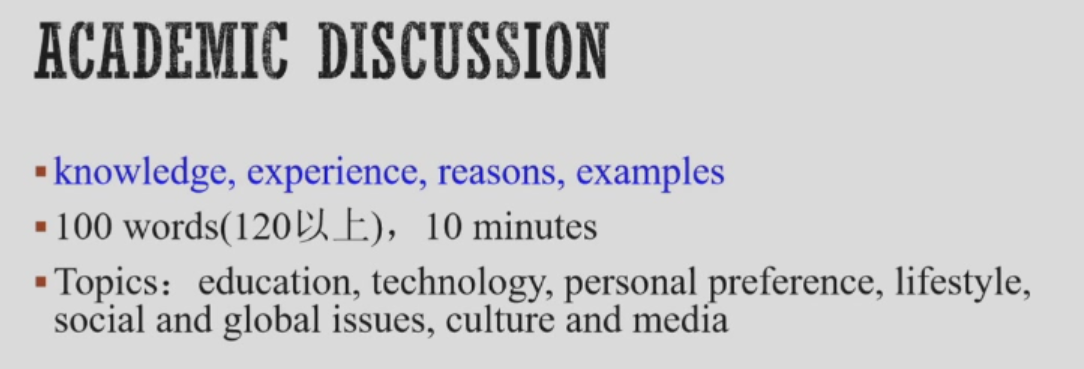 ACADEMIC DISCUSSION
knowledge, experience, reasons, examples
100 words(120以上)，10 minutes
Topics：education, technology, personal preference, lifestyle,
social and global issues, culture and media